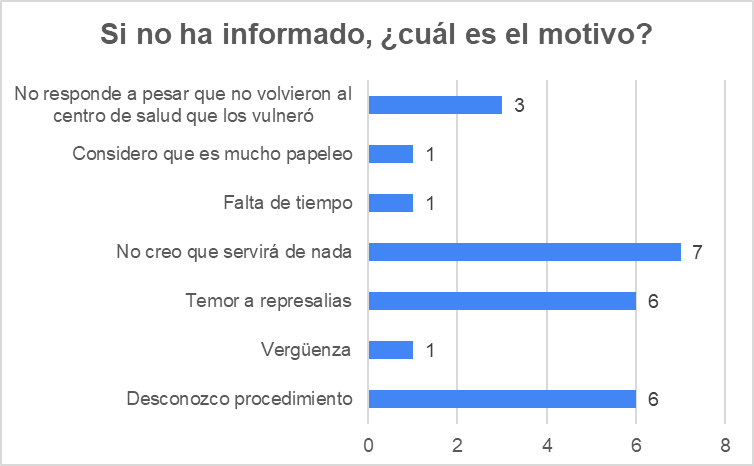 Si no ha informado, ¿cuál es el motivo?
No responde a pesar que no volvieron al
centro de salud que los vulneró
3
Considero que es mucho papeleo
1
Falta de tiempo
1
No creo que servirá de nada
7
Temor a represalias
6
Vergüenza
1
Desconozco procedimiento
6
0 2 4 6 8